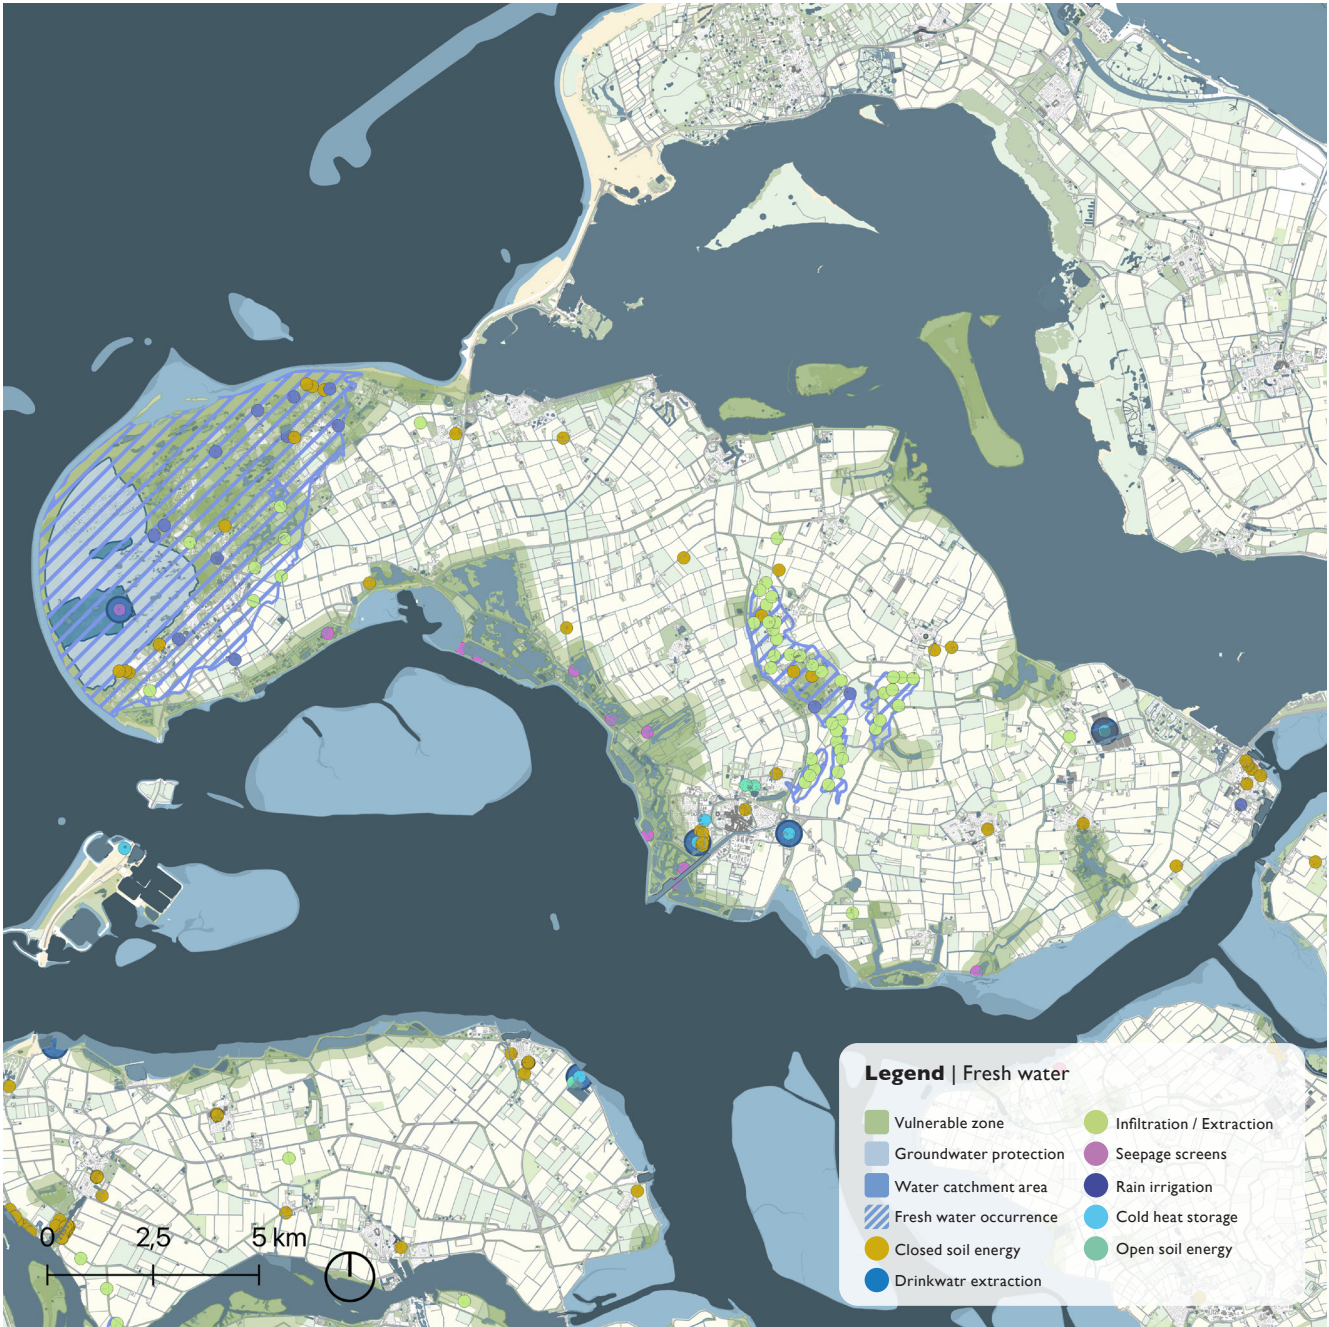 Legend | Fresh water
Vulnerable zone
Groundwater protection
Water catchment area
Fresh water occurrence
Closed soil energy
Drinkwatr extraction
Infiltration / Extraction
Seepage screens
Rain irrigation
Cold heat storage
Open soil energy
0 2,5 5 km